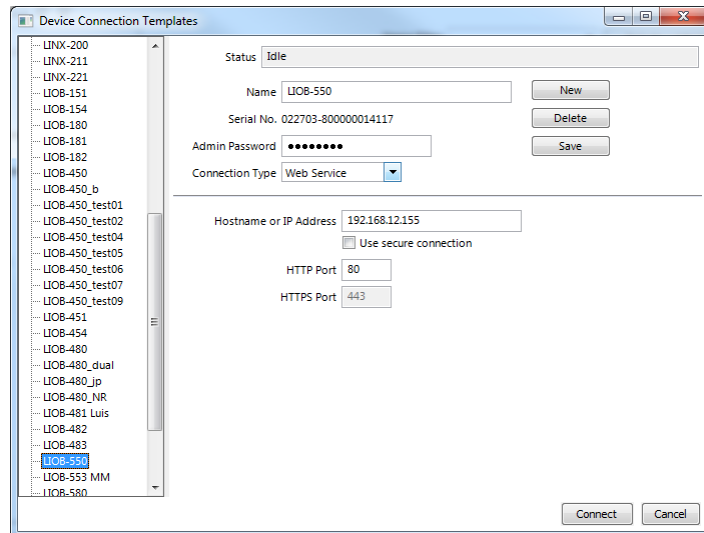 Device Connection Templates
LINX-200
LINX-211
LINX-221
LIOB-151
LIOB-154
LIOB-180
LIOB-181
LIOB-182
LIOB-450
LIOB-450_b
LIOB-450_test01
LIOB-450_test02
LIOB-450_test04
LIOB-450_test05
LIOB-450_test06
LIOB-450_test07
LIOB-450_test09
LIOB-451
LIOB-454
LIOB-480
LIOB-480_dual
LIOB-480_jp
LIOB-480_NR
LIOB-481 Luis
LIOB-482
LIOB-483
LIOB-550
LIOB-553 MM
LIOB-580
Status Idle
Name LIOB-550 New
Serial No. 022703-800000014117 Delete
Admin Password ●●●●●●●● Save
Connection Type Web Service
Hostname or IP Address 192.168.12.155
Use secure connection
HTTP Port 80
HTTPS Port 443
Connect Cancel